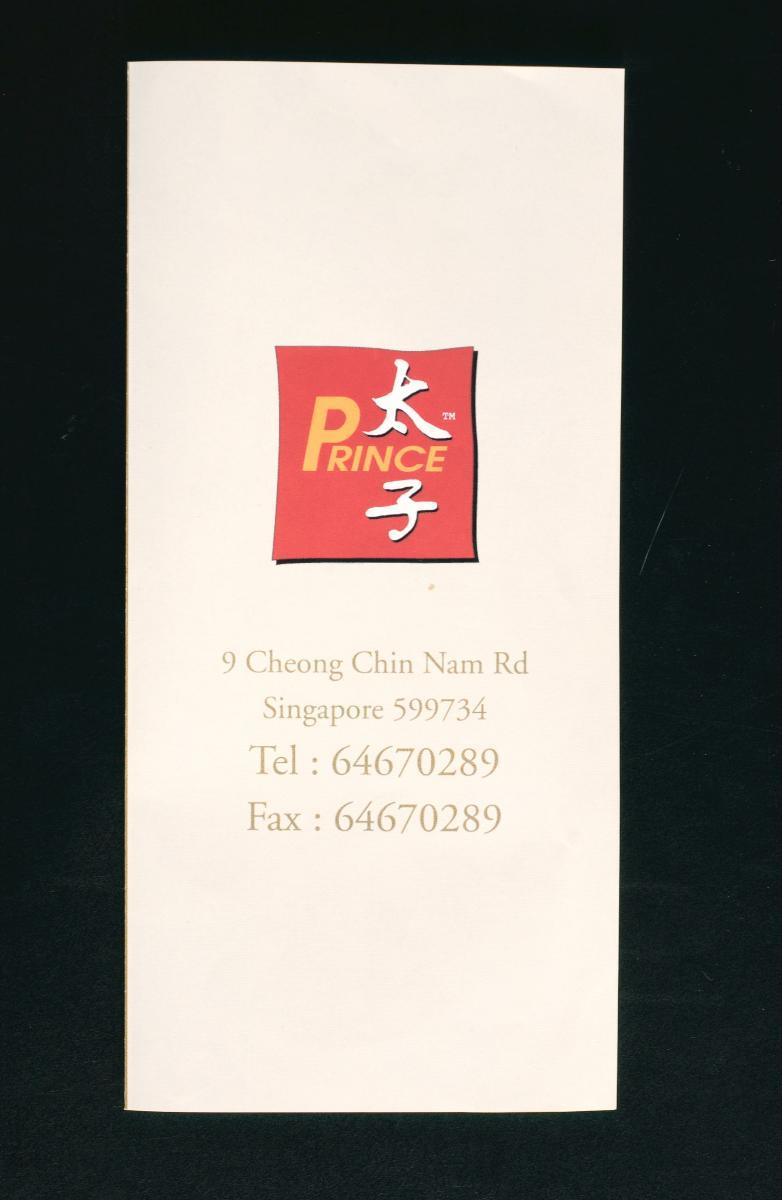 太
TM
PRINCE
子
9 Cheong Chin Nam Rd
Singapore 599734
Tel : 64670289
Fax : 64670289